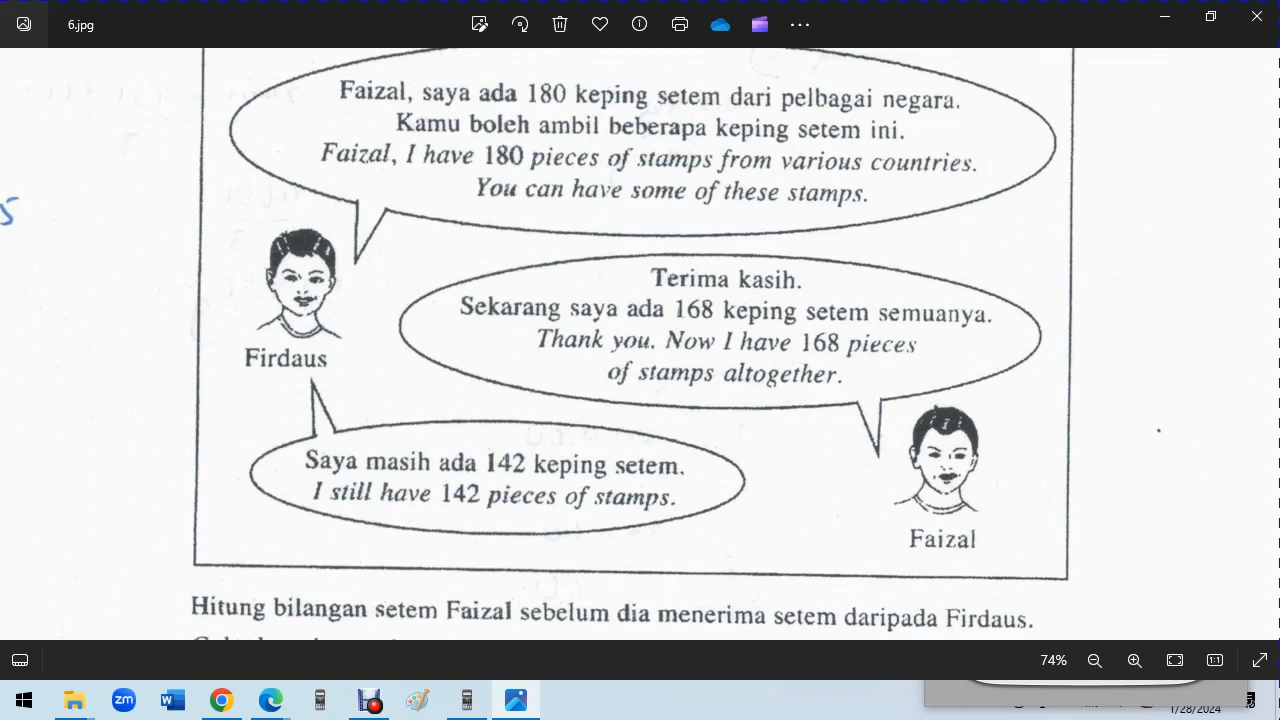 6.jpg
Faizal, saya ada 180 keping setem dari pelbagai negara.
Kamu boleh ambil beberapa keping setem ini.
Faizal, I have 180 pieces of stamps from various countries.
You can have some of these stamps.
5
Firdaus
Terima kasih.
Sekarang saya ada 168 keping setem semuanya.
Thank you. Now I have 168 pieces
of stamps altogether.
Saya masih ada 142 keping setem.
I still have 142 pieces of stamps.
Faizal
Hitung bilangan setem Faizal sebelum dia menerima setem daripada Firdaus.
74%
1:1
zm
W
1/28/2024